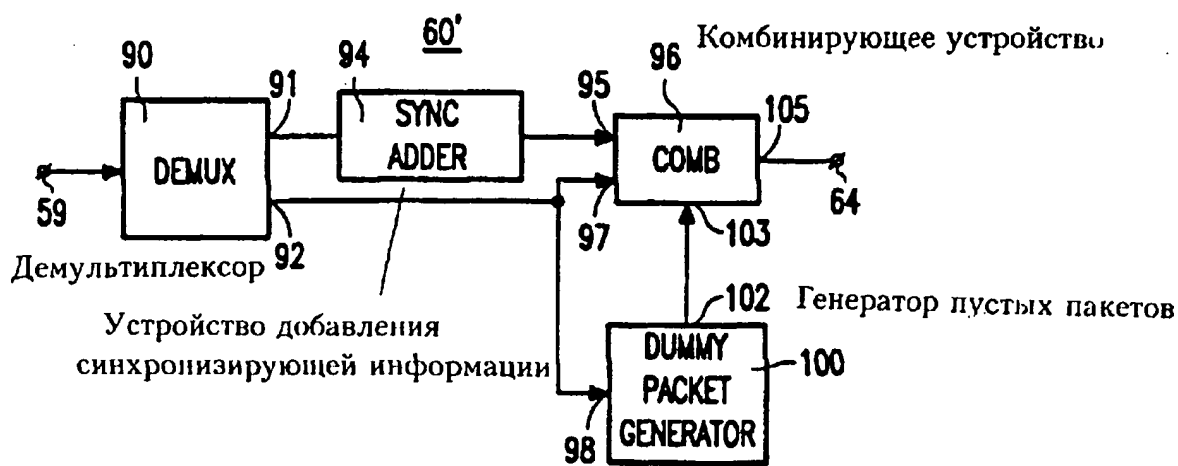 60'
Комбинирующее устройство
90
94
96
91
95
105
SYNC
ADDER
COMB
DEMUX
59
92
97
103
64
Демультиплексор
102
Генератор пустых пакетов
Устройство добавления
синхронизирующей информации
DUMMY
PACKET
GENERATOR
100
98